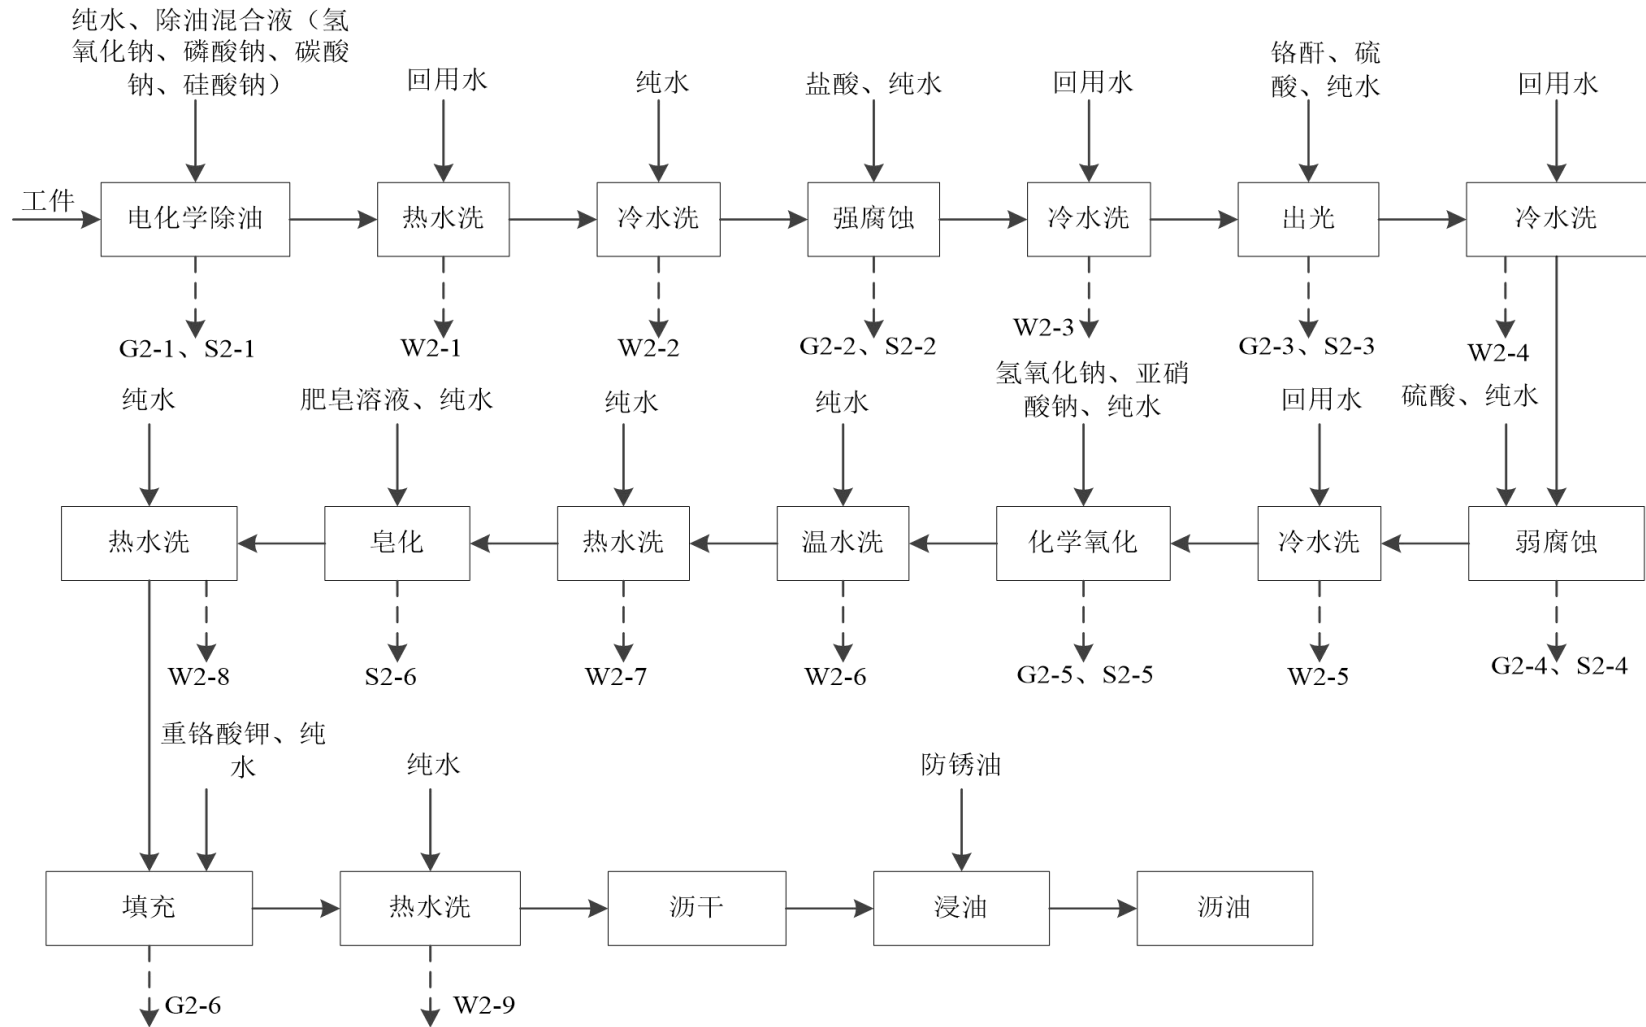 纯水、除油混合液（氢
氧化钠、磷酸钠、碳酸
钠、硅酸钠）
回用水
纯水
盐酸、纯水
回用水
铬酐、硫
酸、纯水
回用水
工件
电化学除油
热水洗
冷水洗
强腐蚀
冷水洗
出光
冷水洗
G2-1、S2-1
W2-1
W2-2
G2-2、S2-2
W2-3
G2-3、S2-3
W2-4
纯水
肥皂溶液、纯水
纯水
纯水
氢氧化钠、亚硝
酸钠、纯水
回用水
硫酸、纯水
热水洗
皂化
热水洗
温水洗
化学氧化
冷水洗
弱腐蚀
W2-8
S2-6
W2-7
W2-6
G2-5、S2-5
W2-5
G2-4、S2-4
重铬酸钾、纯
水
纯水
防锈油
填充
热水洗
沥干
浸油
沥油
G2-6
W2-9